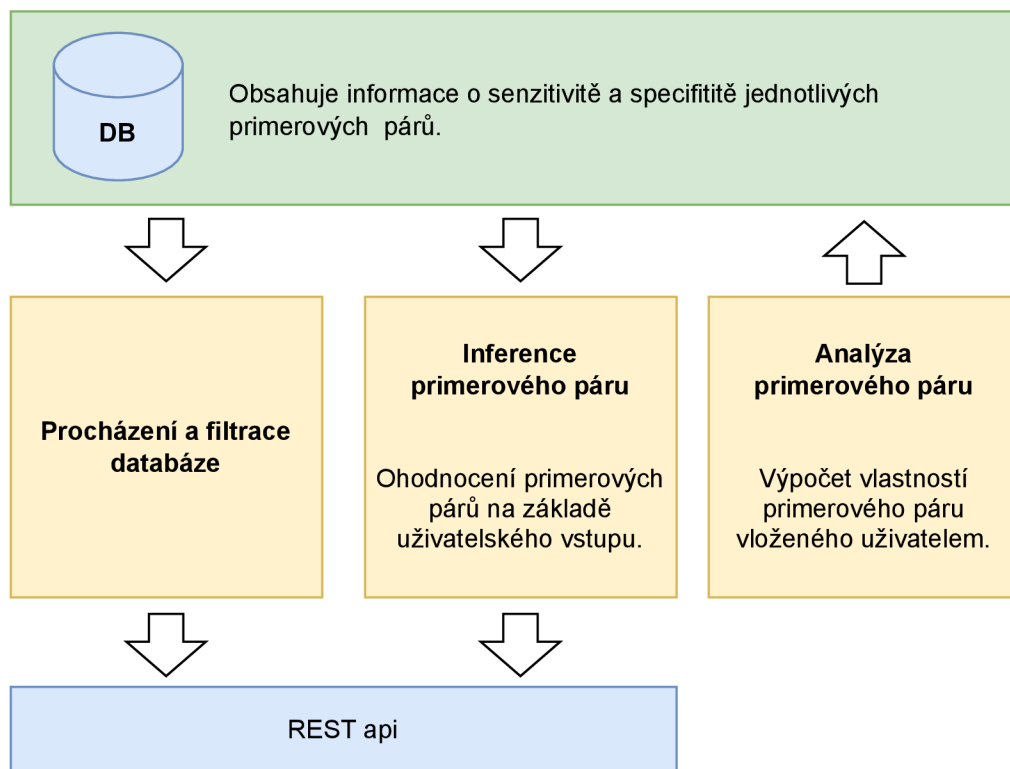 DB
Obsahuje informace o senzitivitě a specifititě jednotlivých
primerových párů.
Procházení a filtrace
databáze
Inference
primerového páru
Ohodnocení primerových
párů na základě
uživatelského vstupu.
Analýza
primerového páru
Výpočet vlastností
primerového páru
vloženého uživatelem.
REST api